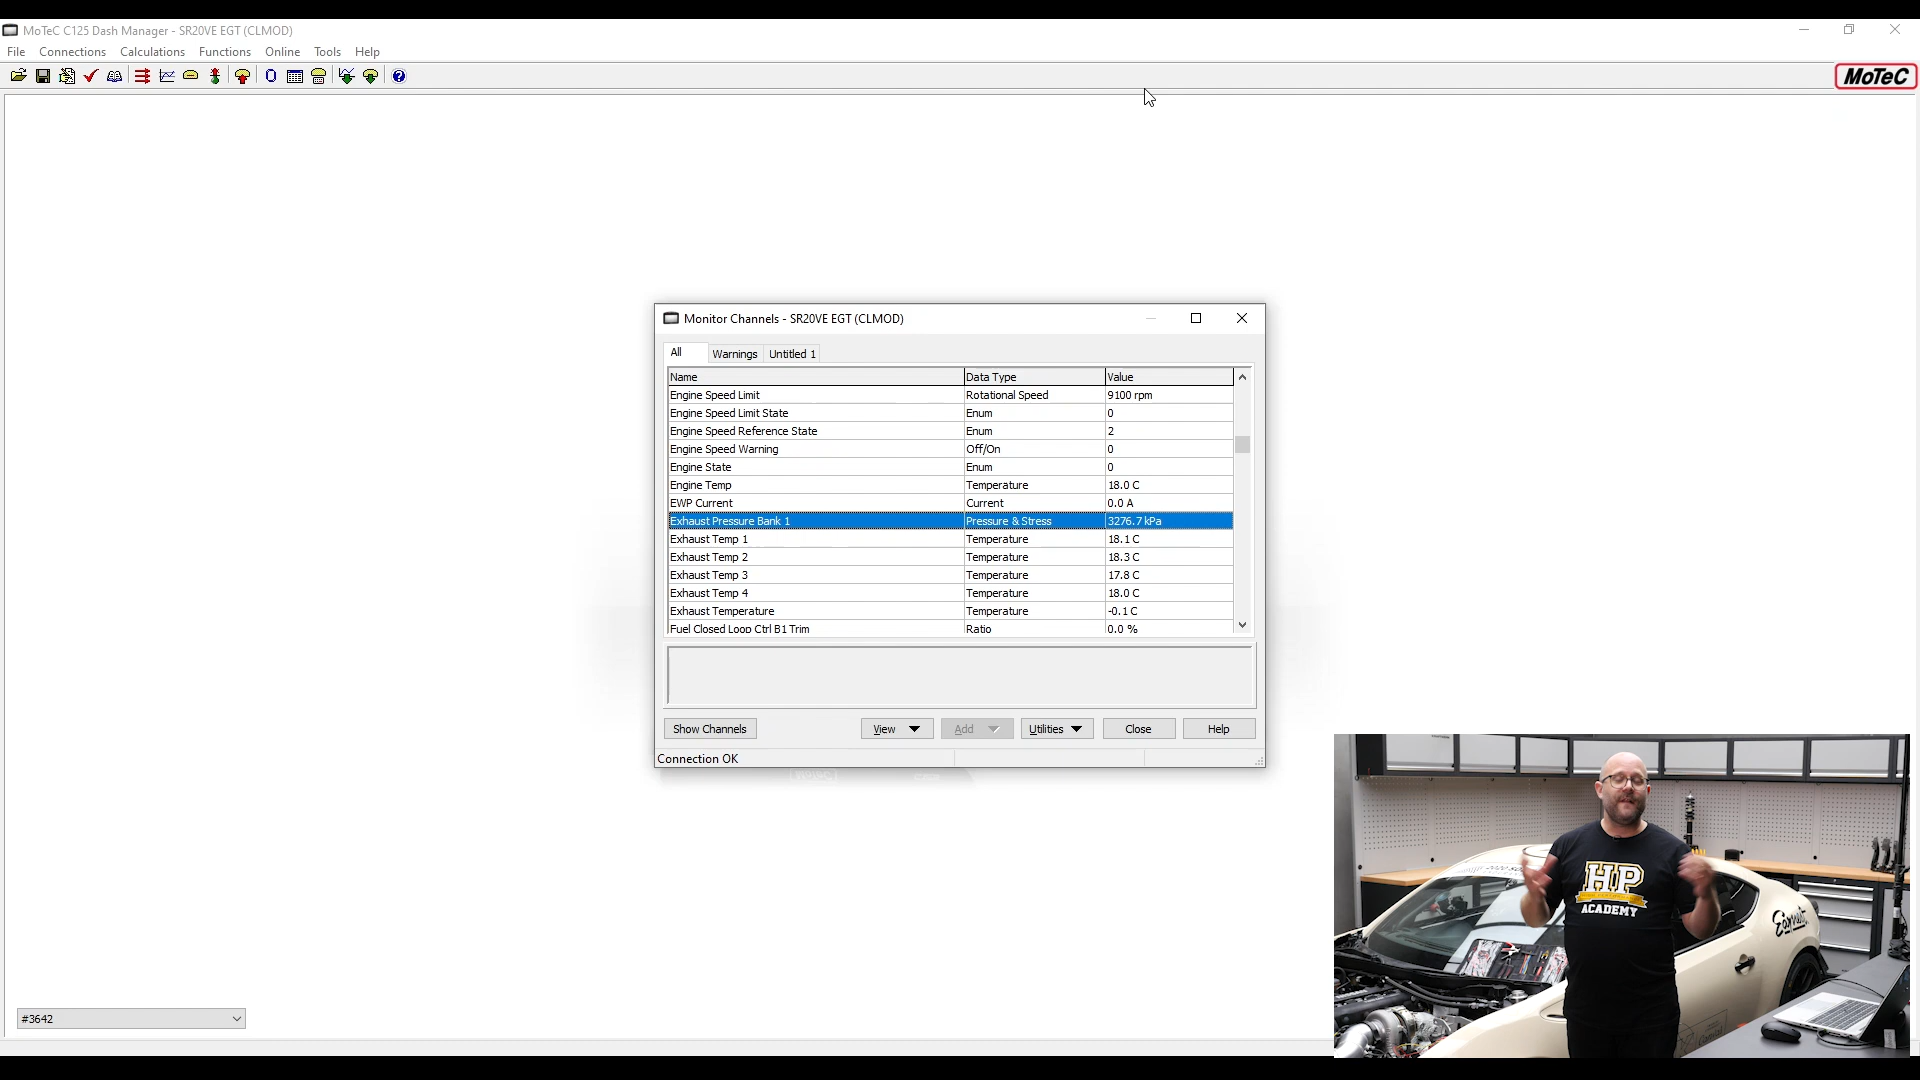 MoTeC C125 Dash Manager - SR20VE EGT (CLMOD)
File Connections Calculations Functions Online Tools Help
MoTeC
Monitor Channels - SR20VE EGT (CLMOD)
All Warnings Untitled 1
Name Data Type Value
Engine Speed Limit Rotational Speed 9100 rpm
Engine Speed Limit State Enum 0
Engine Speed Reference State Enum 2
Engine Speed Warning Off/On 0
Engine State Enum 0
Engine Temp Temperature 18.0 C
EWP Current Current 0.0 A
Exhaust Pressure Bank 1 Pressure & Stress 3276.7 kPa
Exhaust Temp 1 Temperature 18.1 C
Exhaust Temp 2 Temperature 18.3 C
Exhaust Temp 3 Temperature 17.8 C
Exhaust Temp 4 Temperature 18.0 C
Exhaust Temperature Temperature -0.1 C
Fuel Closed Loop Ctrl B1 Trim Ratio 0.0 %
Show Channels View Add Utilities Close Help
Connection OK
HP
ACADEMY
#3642